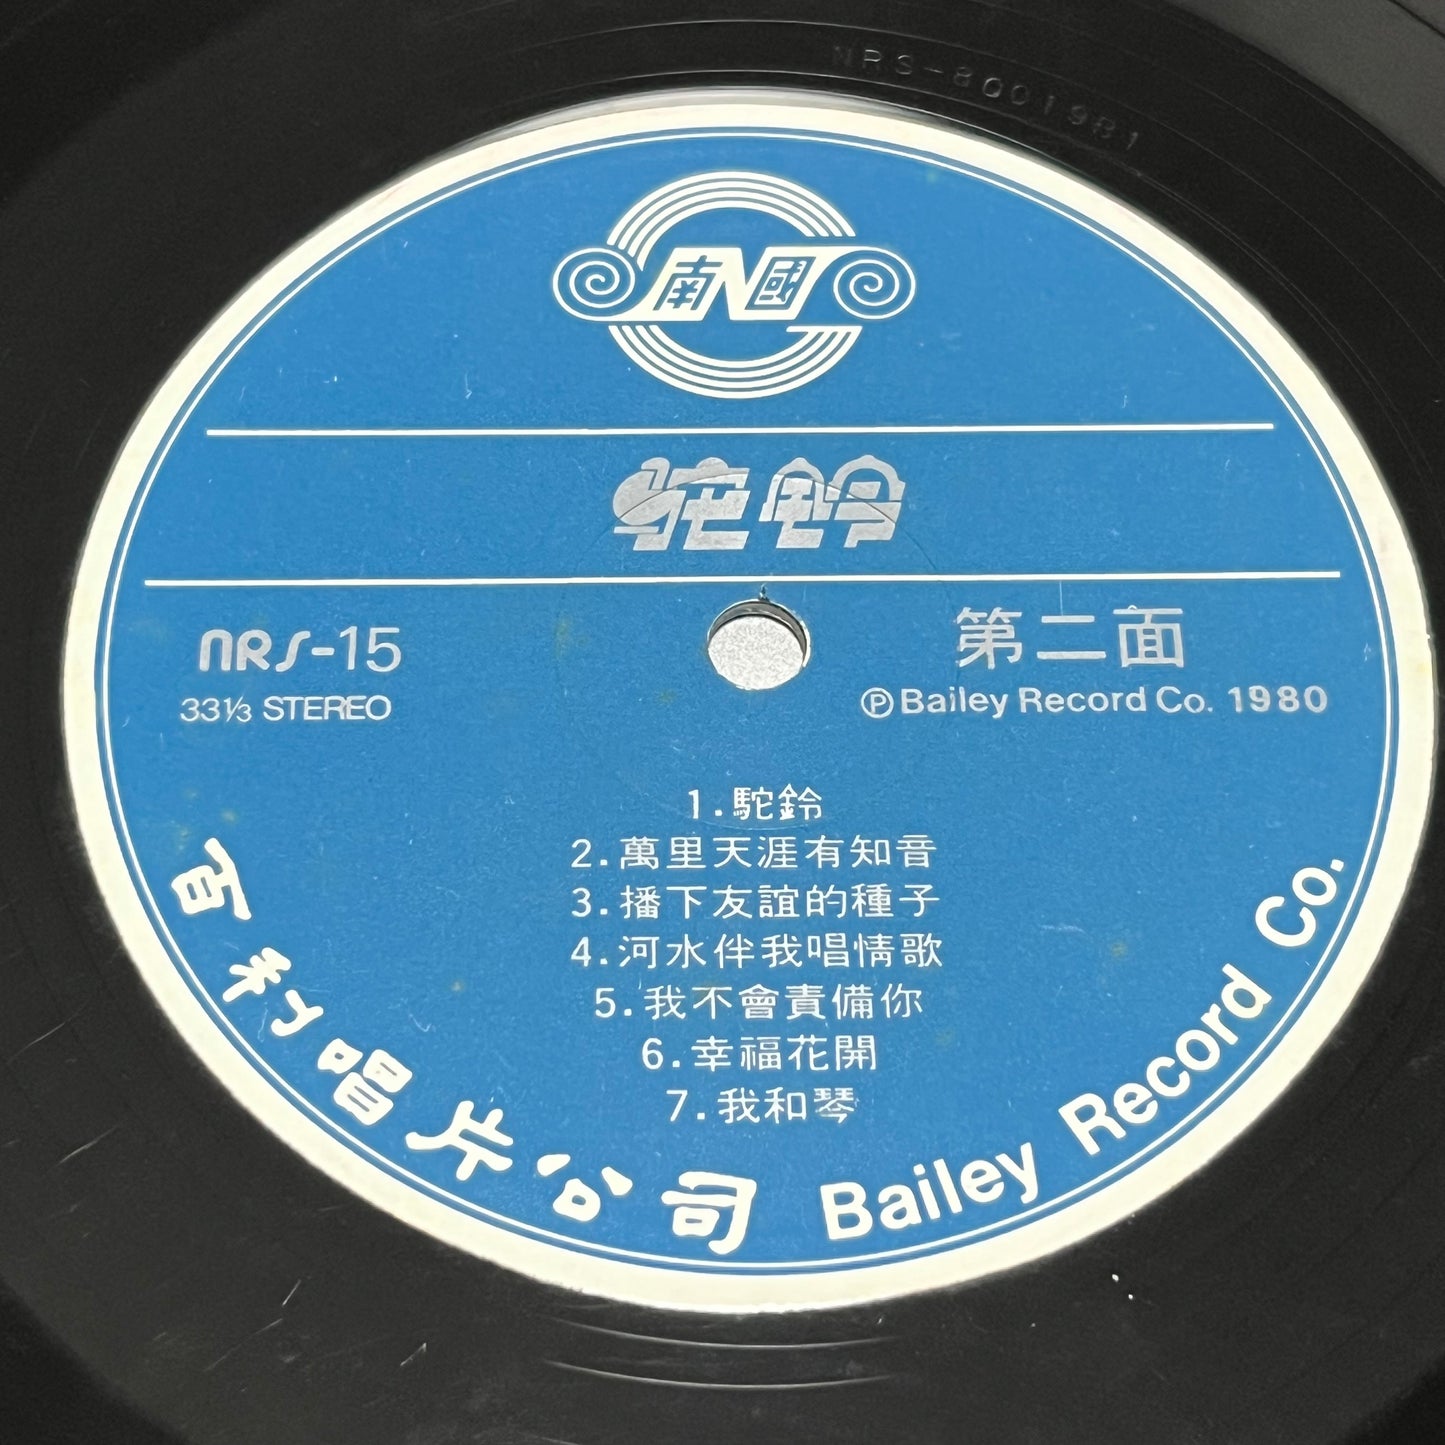 NRS-8001981
南國
駝鈴
NRS-15
第二面
33⅓ STEREO
℗Bailey Record Co. 1980
1.駝鈴
2.萬里天涯有知音
3.播下友誼的種子
4.河水伴我唱情歌
5.我不會責備你
6.幸福花開
7.我和琴
百利唱片公司 Bailey Record Co.